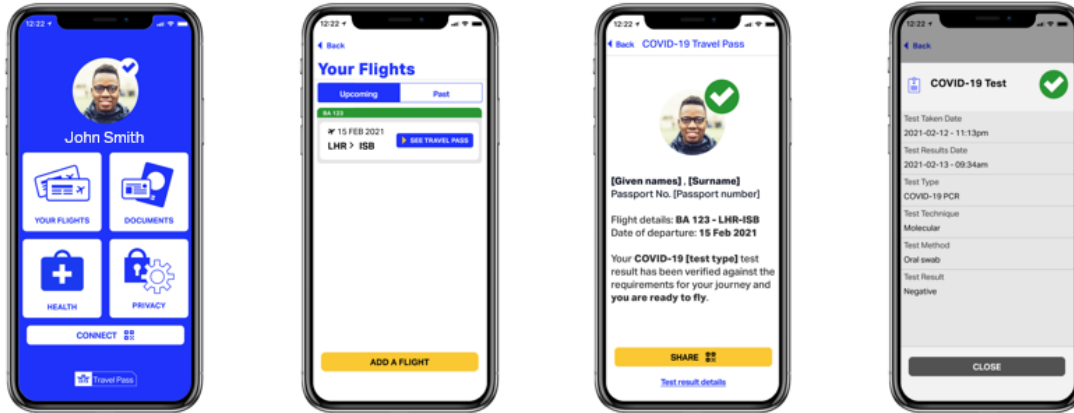 12:22
John Smith
YOUR FLIGHTS
DOCUMENTS
HEALTH
PRIVACY
CONNECT
IATA Travel Pass
12:22
Back
Your Flights
Upcoming
Past
BA 123
15 FEB 2021
LHR > ISB
SEE TRAVEL PASS
ADD A FLIGHT
12:22
Back COVID-19 Travel Pass
[Given names] , [Surname]
Passport No. [Passport number]
Flight details: BA 123 - LHR-ISB
Date of departure: 15 Feb 2021
Your COVID-19 [test type] test
result has been verified against the
requirements for your journey and
you are ready to fly.
SHARE
Test result details
12:22
Back
COVID-19 Test
Test Taken Date
2021-02-12 - 11:13pm
Test Results Date
2021-02-13 - 09:34am
Test Type
COVID-19 PCR
Test Technique
Molecular
Test Method
Oral swab
Test Result
Negative
CLOSE